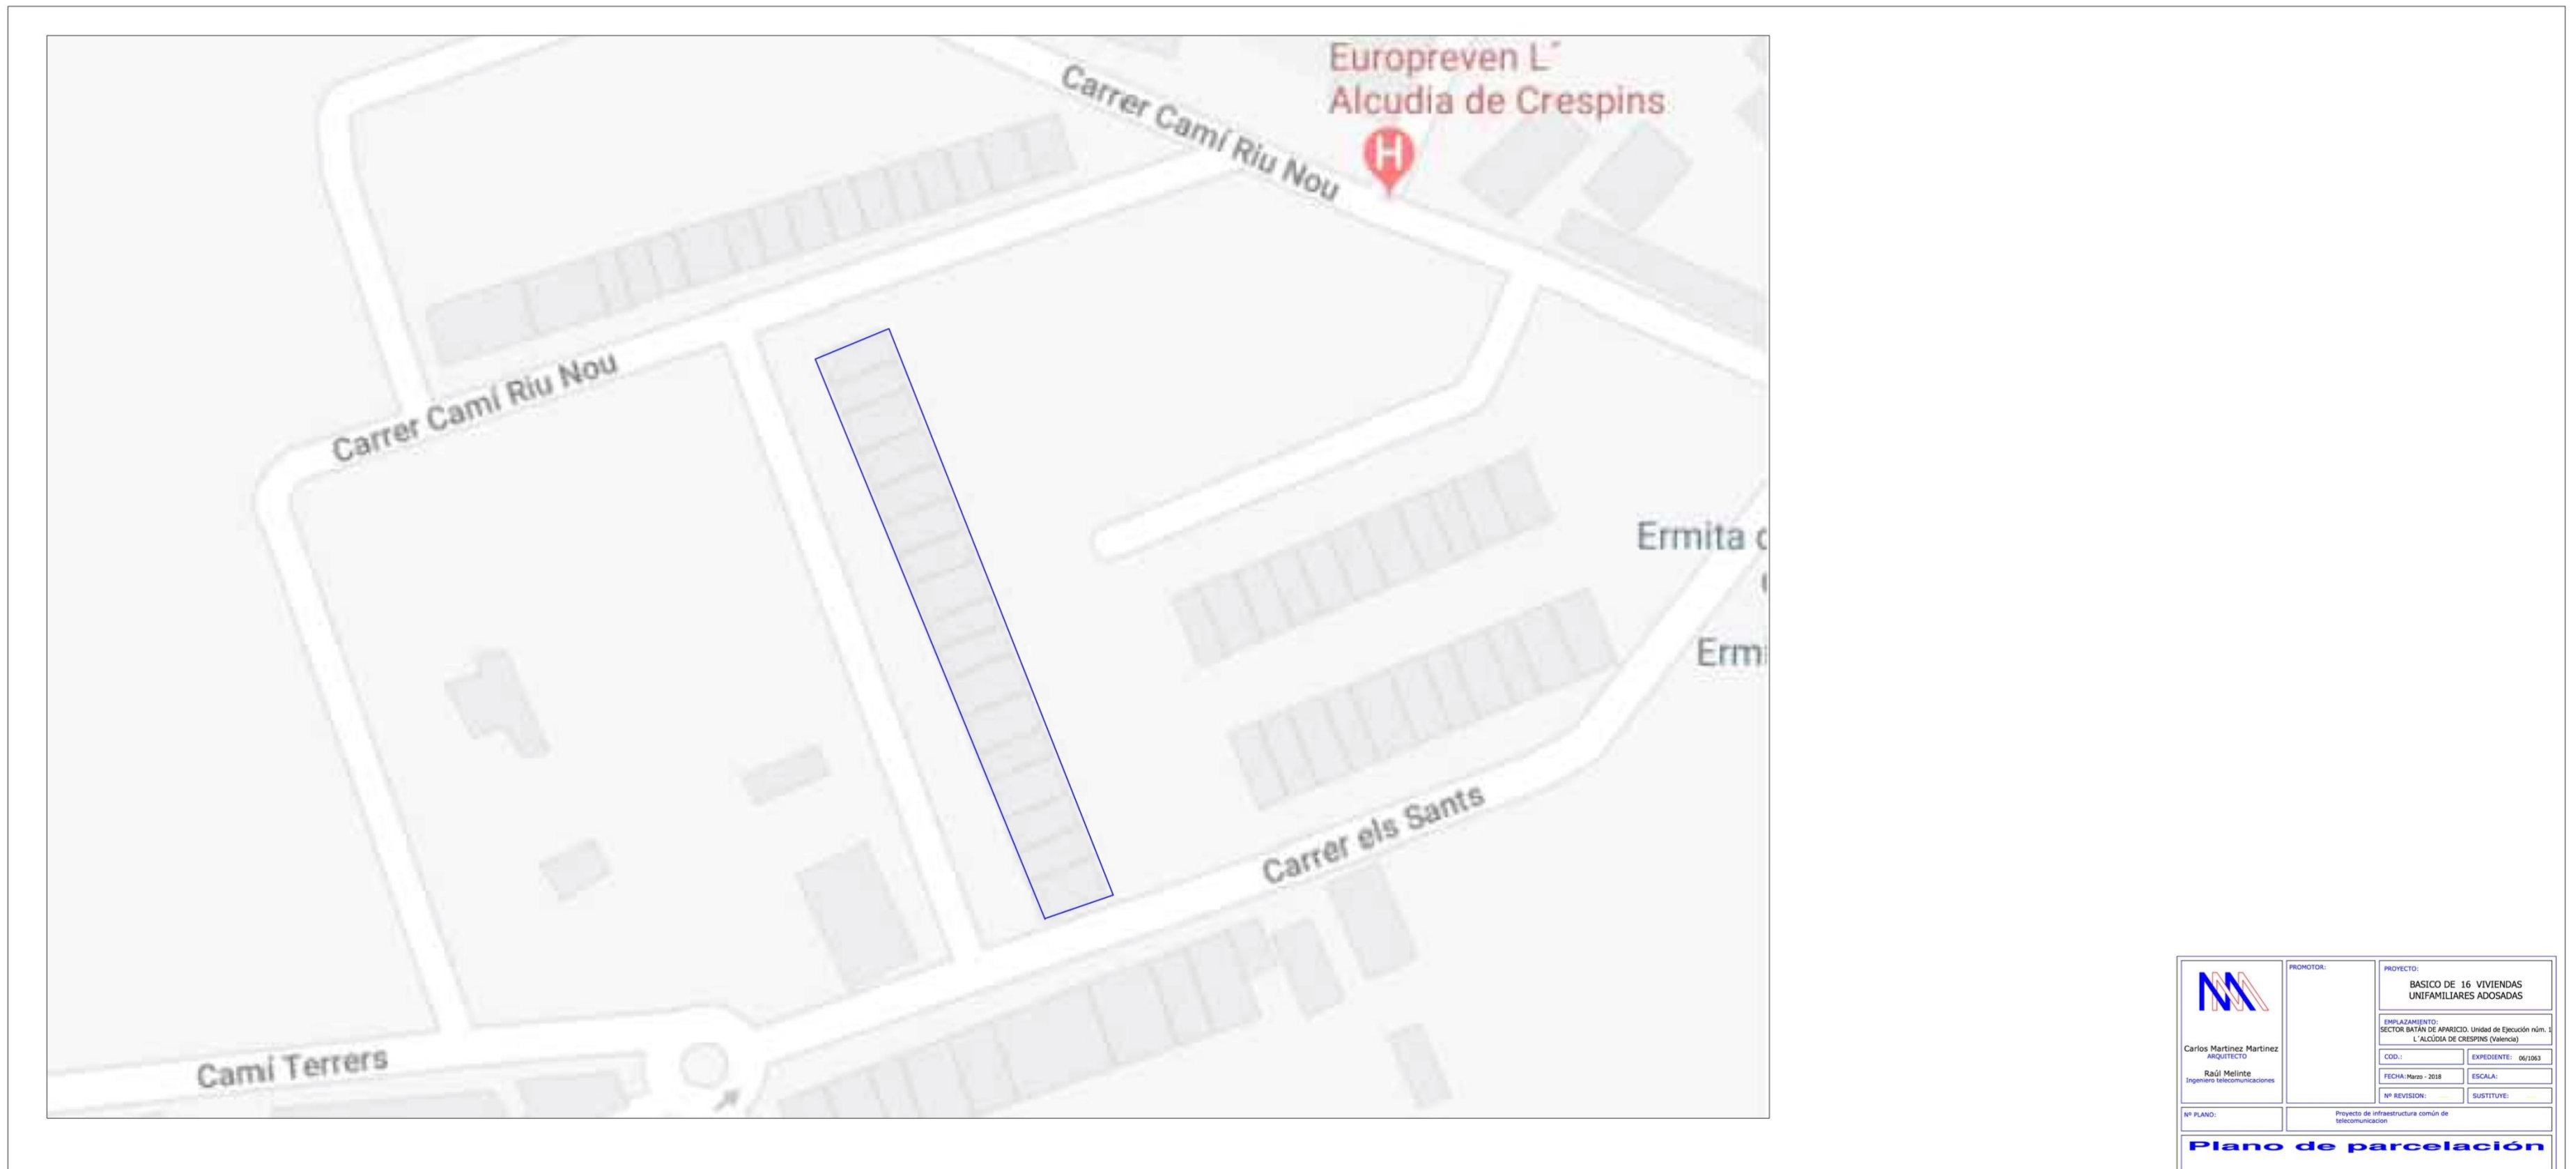 Europreven L´
Alcudia de Crespins
Carrer Camí Riu Nou
H
Carrer Camí Riu Nou
Ermita
Carrer els Sants
Camí Terrers
PROMOTOR:
PROYECTO:
BASICO DE 16 VIVIENDAS
UNIFAMILIARES ADOSADAS
EMPLAZAMIENTO:
SECTOR BATÁN DE APARICIO. Unidad de Ejecución núm. 1
L´ALCÚDIA DE CRESPINS (Valencia)
Carlos Martinez Martinez
ARQUITECTO
Raúl Melinte
Ingeniero telecomunicaciones
COD.:
EXPEDIENTE: 06/1063
FECHA: Marzo - 2018
ESCALA:
Nº REVISION:
SUSTITUYE:
Nº PLANO:
Proyecto de infraestructura común de
telecomunicacion
Plano de parcelación